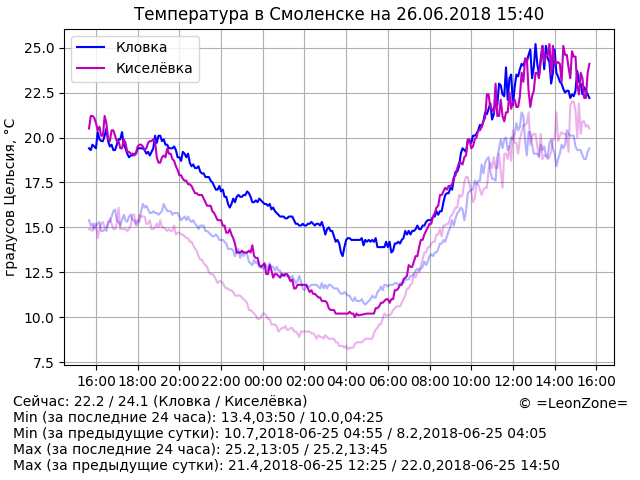 Температура в Смоленске на 26.06.2018 15:40
Кловка
Киселёвка
градусов Цельсия, °C
25.0
22.5
20.0
17.5
15.0
12.5
10.0
7.5
16:00 18:00 20:00 22:00 00:00 02:00 04:00 06:00 08:00 10:00 12:00 14:00 16:00
Сейчас: 22.2 / 24.1 (Кловка / Киселёвка)
© =LeonZone=
Min (за последние 24 часа): 13.4,03:50 / 10.0,04:25
Min (за предыдущие сутки): 10.7,2018-06-25 04:55 / 8.2,2018-06-25 04:05
Max (за последние 24 часа): 25.2,13:05 / 25.2,13:45
Max (за предыдущие сутки): 21.4,2018-06-25 12:25 / 22.0,2018-06-25 14:50